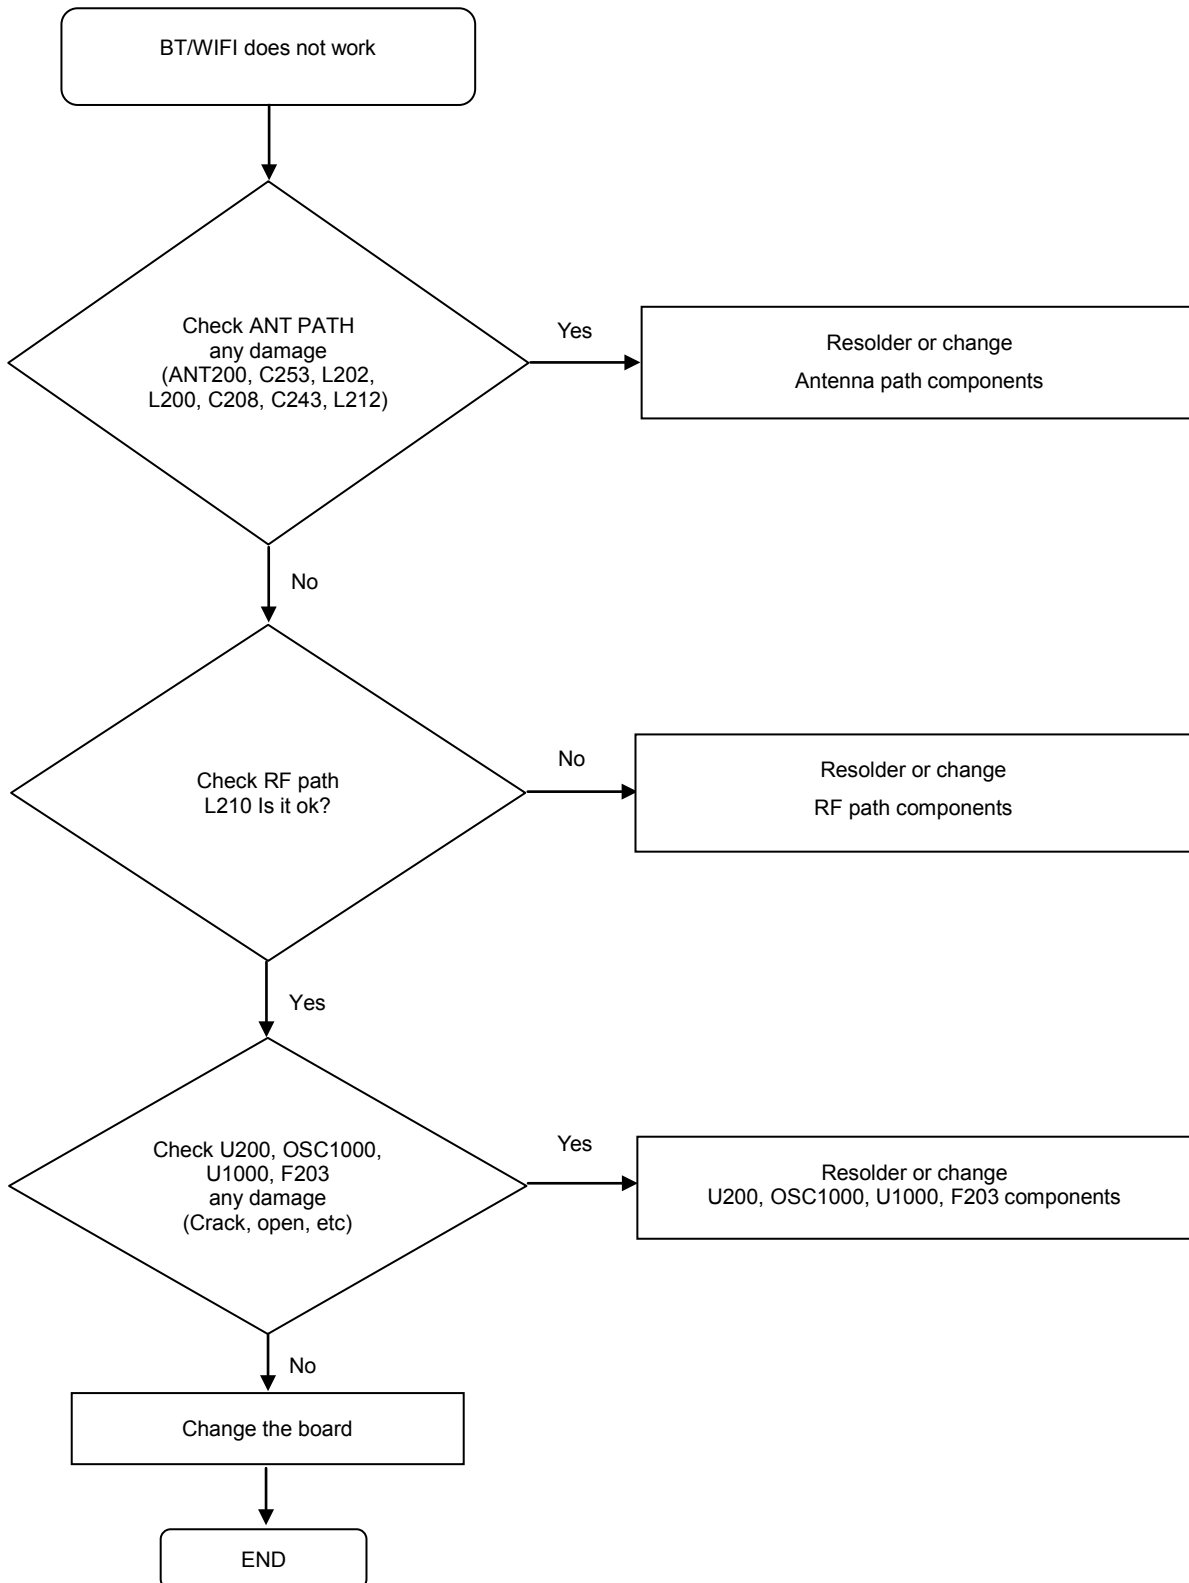 BT/WIFI does not work
Check ANT PATH
any damage
(ANT200, C253, L202,
L200, C208, C243, L212)
Yes
Resolder or change
Antenna path components
No
Check RF path
L210 Is it ok?
No
Resolder or change
RF path components
Yes
Check U200, OSC1000,
U1000, F203
any damage
(Crack, open, etc)
Yes
Resolder or change
U200, OSC1000, U1000, F203 components
No
Change the board
END